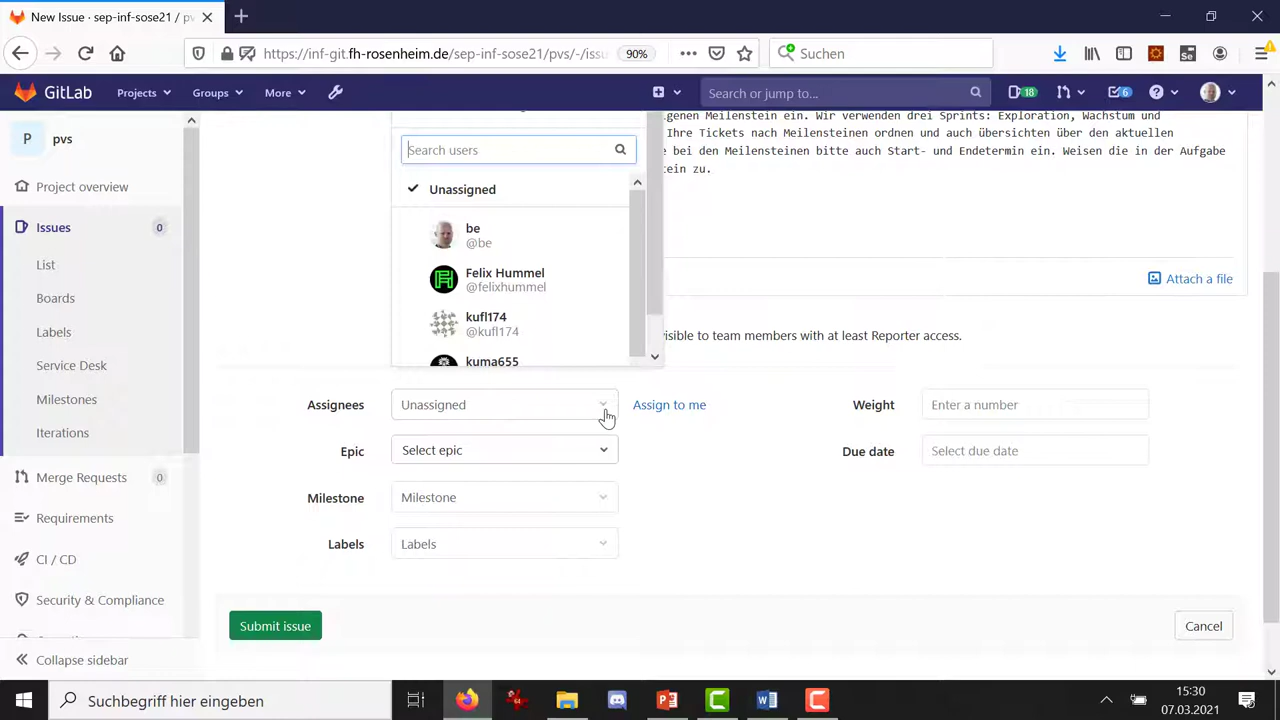 New Issue · sep-inf-sose21 / pv
https://inf-git.fh-rosenheim.de/sep-inf-sose21/pvs/-/issu
90%
Suchen
GitLab
Projects
Groups
More
Search or jump to...
18
6
P
pvs
Project overview
Issues
0
List
Boards
Labels
Service Desk
Milestones
Iterations
Merge Requests
0
Requirements
CI / CD
Security & Compliance
Collapse sidebar
genen Meilenstein ein. Wir verwenden drei Sprints: Exploration, Wachstum und
Ihre Tickets nach Meilensteinen ordnen und auch übersichten über den aktuellen
e bei den Meilensteinen bitte auch Start- und Endetermin ein. Weisen die in der Aufgabe
tein zu.
Search users
Unassigned
be
@be
Felix Hummel
@felixhummel
kufl174
@kufl174
kuma655
Attach a file
visible to team members with at least Reporter access.
Assignees
Unassigned
Assign to me
Weight
Enter a number
Epic
Select epic
Due date
Select due date
Milestone
Milestone
Labels
Labels
Submit issue
Cancel
Suchbegriff hier eingeben
15:30
07.03.2021